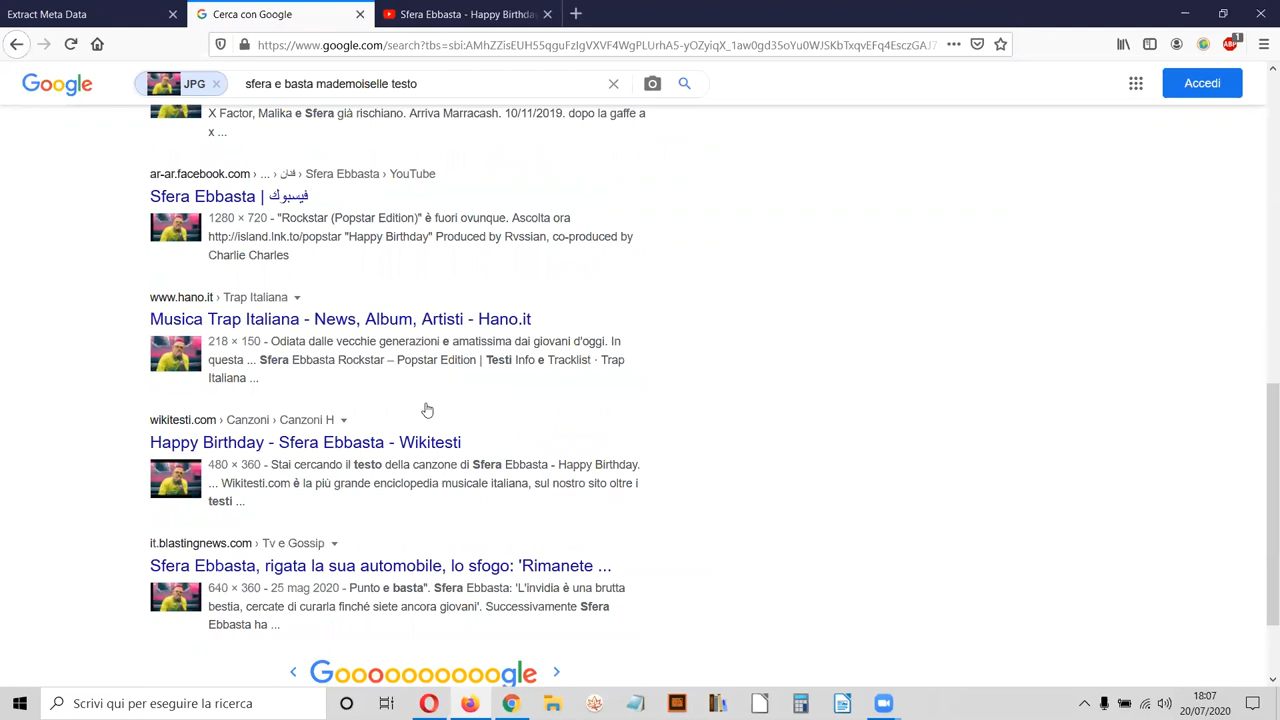 Extract Meta Data
Cerca con Google
Sfera Ebbasta - Happy Birthday
https://www.google.com/search?tbs=sbi:
Google
JPG
sfera e basta mademoiselle testo
Accedi
X Factor, Malika e Sfera già rischiano. Arriva Marracash. 10/11/2019. dopo la gaffe a
x ...
ar-ar.facebook.com › ... › فنان › Sfera Ebbasta › YouTube
Sfera Ebbasta | فيسبوك
1280 × 720 - "Rockstar (Popstar Edition)" è fuori ovunque. Ascolta ora
http://island.lnk.to/popstar "Happy Birthday" Produced by Rvssian, co-produced by
Charlie Charles
www.hano.it › Trap Italiana
Musica Trap Italiana - News, Album, Artisti - Hano.it
218 × 150 - Odiata dalle vecchie generazioni e amatissima dai giovani d'oggi. In
questa ... Sfera Ebbasta Rockstar – Popstar Edition | Testi Info e Tracklist · Trap
Italiana ...
wikitesti.com › Canzoni › Canzoni H
Happy Birthday - Sfera Ebbasta - Wikitesti
480 × 360 - Stai cercando il testo della canzone di Sfera Ebbasta - Happy Birthday.
... Wikitesti.com è la più grande enciclopedia musicale italiana, sul nostro sito oltre i
testi ...
it.blastingnews.com › Tv e Gossip
Sfera Ebbasta, rigata la sua automobile, lo sfogo: 'Rimanete ...
640 × 360 - 25 mag 2020 - Punto e basta". Sfera Ebbasta: 'L'invidia è una brutta
bestia, cercate di curarla finché siete ancora giovani'. Successivamente Sfera
Ebbasta ha ...
Goooooooooogle
Scrivi qui per eseguire la ricerca
18:07
20/07/2020